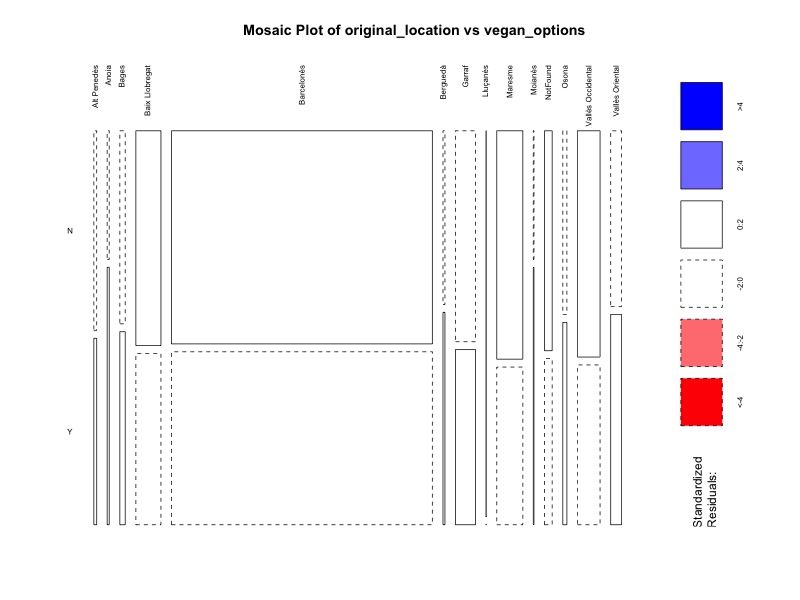 Mosaic Plot of original_location vs vegan_options
Alt Penedès
Anoia
Bages
Baix Llobregat
Barcelonès
Berguedà
Garraf
Lluçanès
Maresme
Moianès
NotFound
Osona
Vallès Occidental
Vallès Oriental
N
Y
>4
2:4
0:2
-2:0
-4:-2
<-4
Standardized
Residuals: